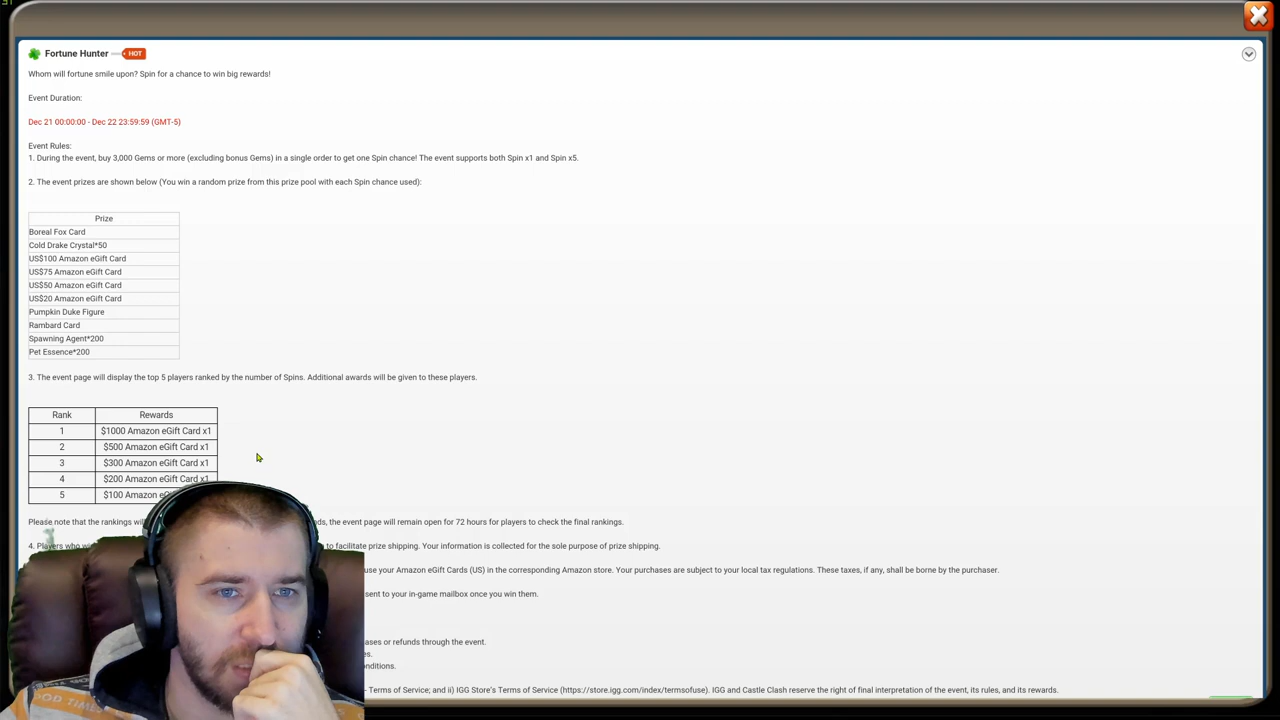 Fortune Hunter HOT
Whom will fortune smile upon? Spin for a chance to win big rewards!
Event Duration:
Dec 21 00:00:00 - Dec 22 23:59:59 (GMT-5)
Event Rules:
1. During the event, buy 3,000 Gems or more (excluding bonus Gems) in a single order to get one Spin chance! The event supports both Spin x1 and Spin x5.
2. The event prizes are shown below (You win a random prize from this prize pool with each Spin chance used):
Prize
Boreal Fox Card
Cold Drake Crystal*50
US$100 Amazon eGift Card
US$75 Amazon eGift Card
US$50 Amazon eGift Card
US$20 Amazon eGift Card
Pumpkin Duke Figure
Rambard Card
Spawning Agent*200
Pet Essence*200
3. The event page will display the top 5 players ranked by the number of Spins. Additional awards will be given to these players.
Rank Rewards
1 $1000 Amazon eGift Card x1
2 $500 Amazon eGift Card x1
3 $300 Amazon eGift Card x1
4 $200 Amazon eGift Card x1
5 $100 Amazon
Please note that the rankings the event page will remain open for 72 hours for players to check the final rankings.
4. Players who to facilitate prize shipping. Your information is collected for the sole purpose of prize shipping.
use your Amazon eGift Cards (US) in the corresponding Amazon store. Your purchases are subject to your local tax regulations. These taxes, if any, shall be borne by the purchaser.
sent to your in-game mailbox once you win them.
or refunds through the event.
- Terms of Service; and ii) IGG Store's Terms of Service (https://store.igg.com/index/termsofuse). IGG and Castle Clash reserve the right of final interpretation of the event, its rules, and its rewards.